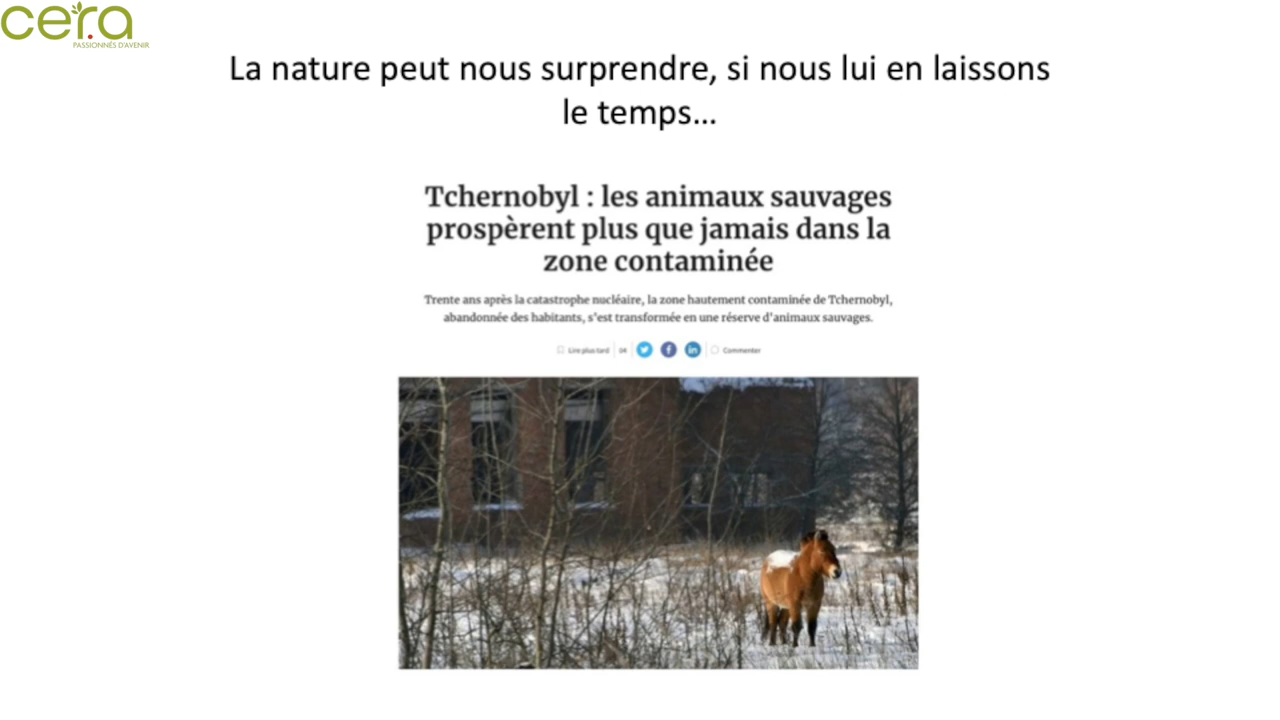 cer.a
PASSIONNÉS D'AVENIR
La nature peut nous surprendre, si nous lui en laissons
le temps...
Tchernobyl : les animaux sauvages
prospèrent plus que jamais dans la
zone contaminée
Trente ans après la catastrophe nucléaire, la zone hautement contaminée de Tchernobyl,
abandonnée des habitants, s'est transformée en une réserve d'animaux sauvages.
Lire plus tard 04 Commenter